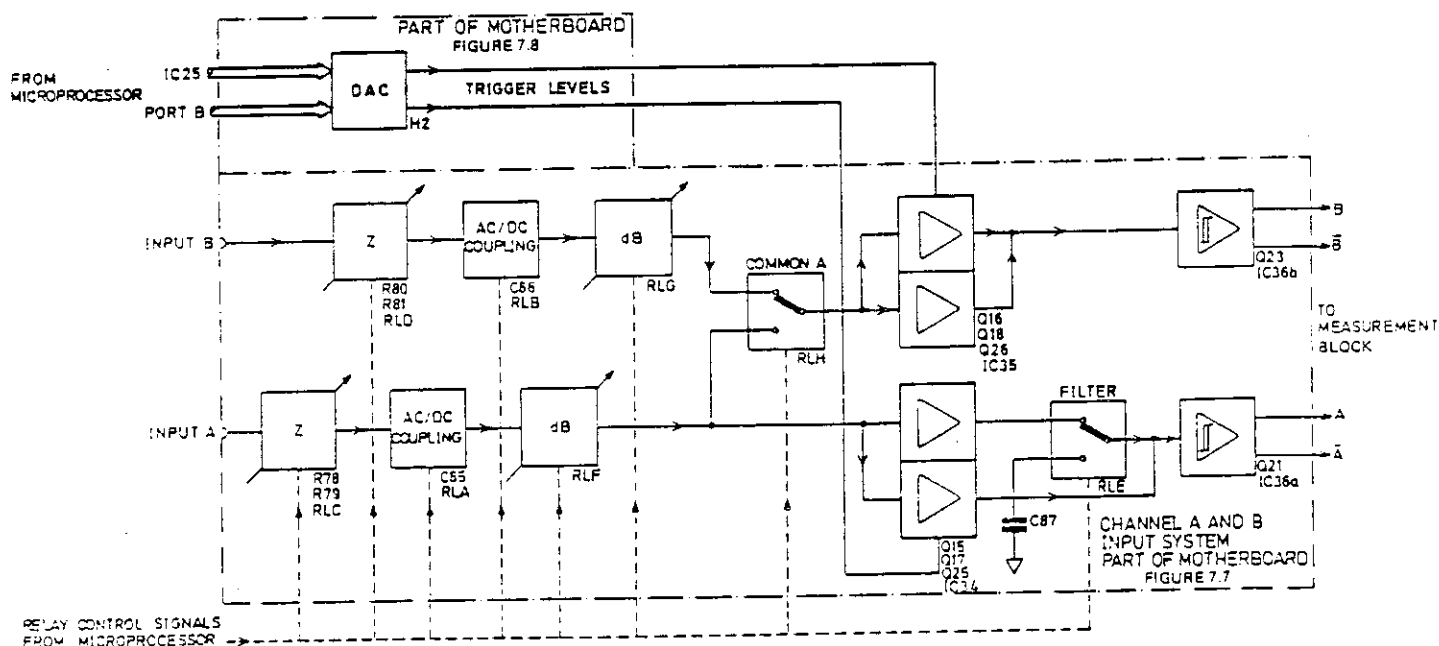 PART OF MOTHERBOARD
FIGURE 7.8
FROM
MICROPROCESSOR
IC25
PORT B
DAC
H2
TRIGGER LEVELS
INPUT B
Z
R80
R81
RLD
AC/DC
COUPLING
C56
RLB
dB
RLG
COMMON A
RLH
Q16
Q18
Q26
IC35
Q23
IC36b
B
B̅
TO
MEASUREMENT
BLOCK
INPUT A
Z
R78
R79
RLC
AC/DC
COUPLING
C55
RLA
dB
RLF
Q15
Q17
Q25
IC34
FILTER
RLE
C87
Q21
IC36a
A
A̅
CHANNEL A AND B
INPUT SYSTEM
PART OF MOTHERBOARD
FIGURE 7.7
RELAY CONTROL SIGNALS
FROM MICROPROCESSOR